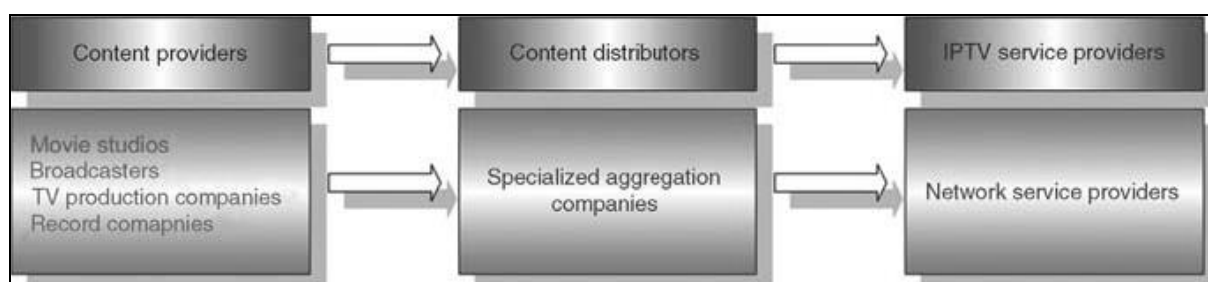 Content providers
Content distributors
IPTV service providers
Movie studios
Broadcasters
TV production companies
Record comapnies
Specialized aggregation
companies
Network service providers